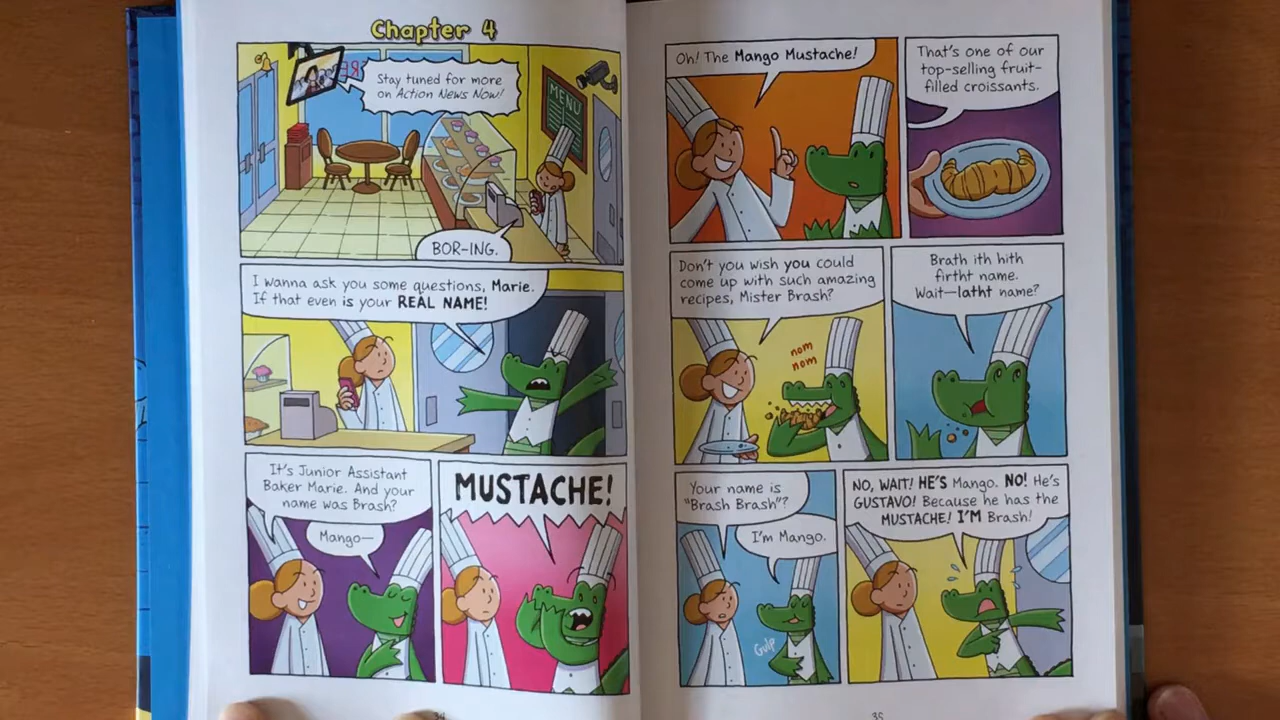 Chapter 4
Stay tuned for more
on Action News Now!
MENU
BOR-ING.
I wanna ask you some questions, Marie.
If that even is your REAL NAME!
It's Junior Assistant
Baker Marie. And your
name was Brash?
Mango—
MUSTACHE!
34
Oh! The Mango Mustache!
That's one of our
top-selling fruit-
filled croissants.
Don't you wish you could
come up with such amazing
recipes, Mister Brash?
nom
nom
Brath ith hith
firtht name.
Wait—latht name?
Your name is
"Brash Brash"?
I'm Mango.
Gulp
NO, WAIT! HE'S Mango. NO! He's
GUSTAVO! Because he has the
MUSTACHE! I'M Brash!
35